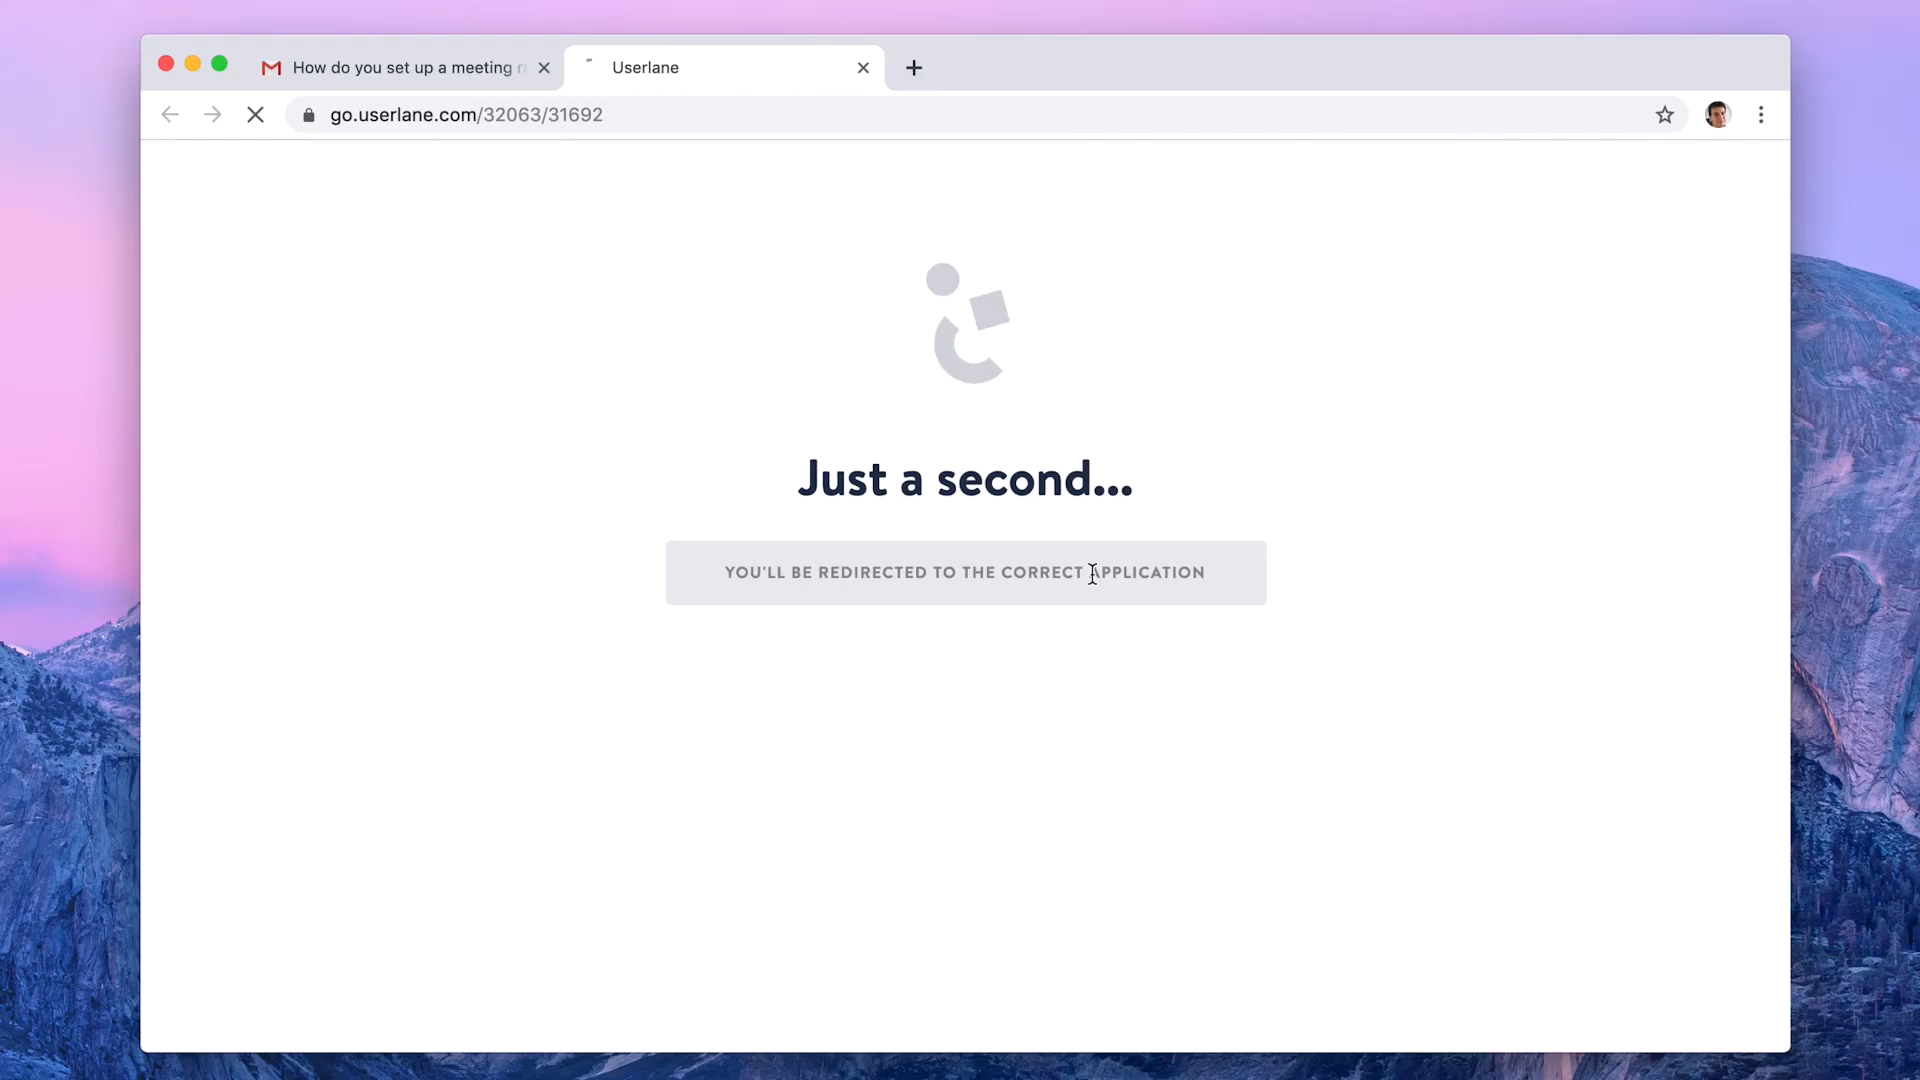 How do you set up a meeting
Userlane
go.userlane.com/32063/31692
Just a second...
YOU'LL BE REDIRECTED TO THE CORRECT APPLICATION